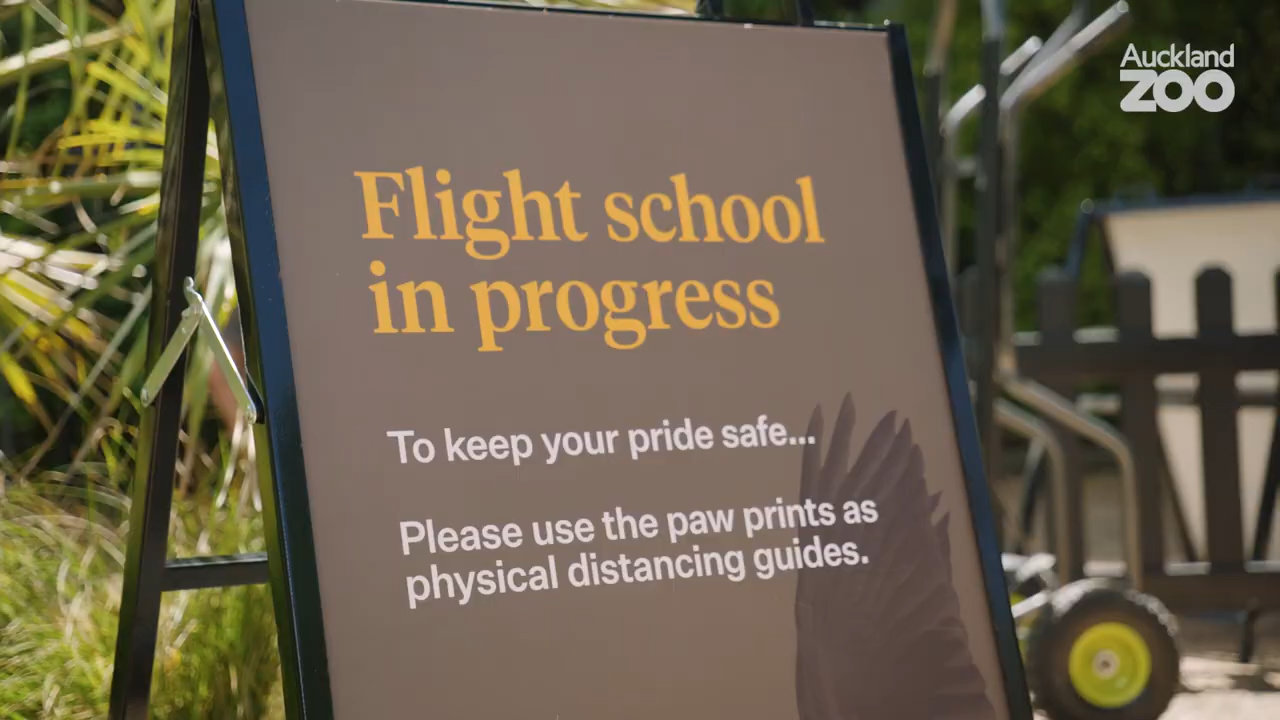 Auckland
ZOO
Flight school
in progress
To keep your pride safe...
Please use the paw prints as
physical distancing guides.